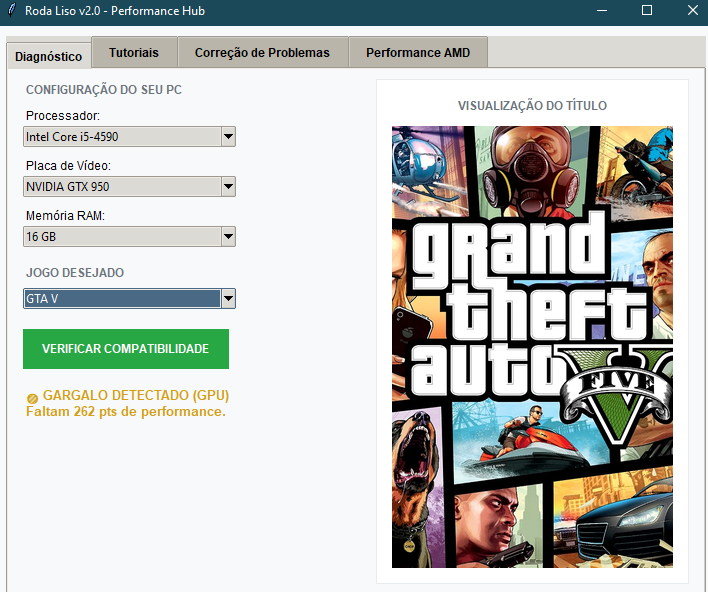 Roda Liso v2.0 - Performance Hub
Diagnóstico
Tutoriais
Correção de Problemas
Performance AMD
CONFIGURAÇÃO DO SEU PC
Processador:
Intel Core i5-4590
Placa de Vídeo:
NVIDIA GTX 950
Memória RAM:
16 GB
JOGO DESEJADO
GTA V
VERIFICAR COMPATIBILIDADE
GARGALO DETECTADO (GPU)
Faltam 262 pts de performance.
VISUALIZAÇÃO DO TÍTULO
grand
theft
auto V
FIVE